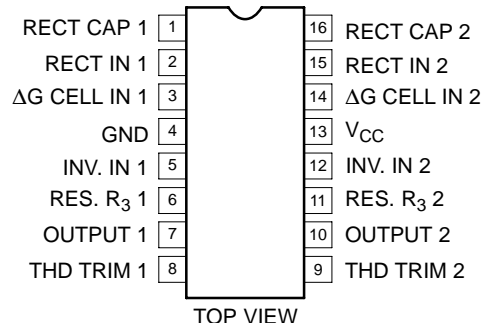 RECT CAP 1 1 16 RECT CAP 2
RECT IN 1 2 15 RECT IN 2
ΔG CELL IN 1 3 14 ΔG CELL IN 2
GND 4 13 VCC
INV. IN 1 5 12 INV. IN 2
RES. R3 1 6 11 RES. R3 2
OUTPUT 1 7 10 OUTPUT 2
THD TRIM 1 8 9 THD TRIM 2
TOP VIEW